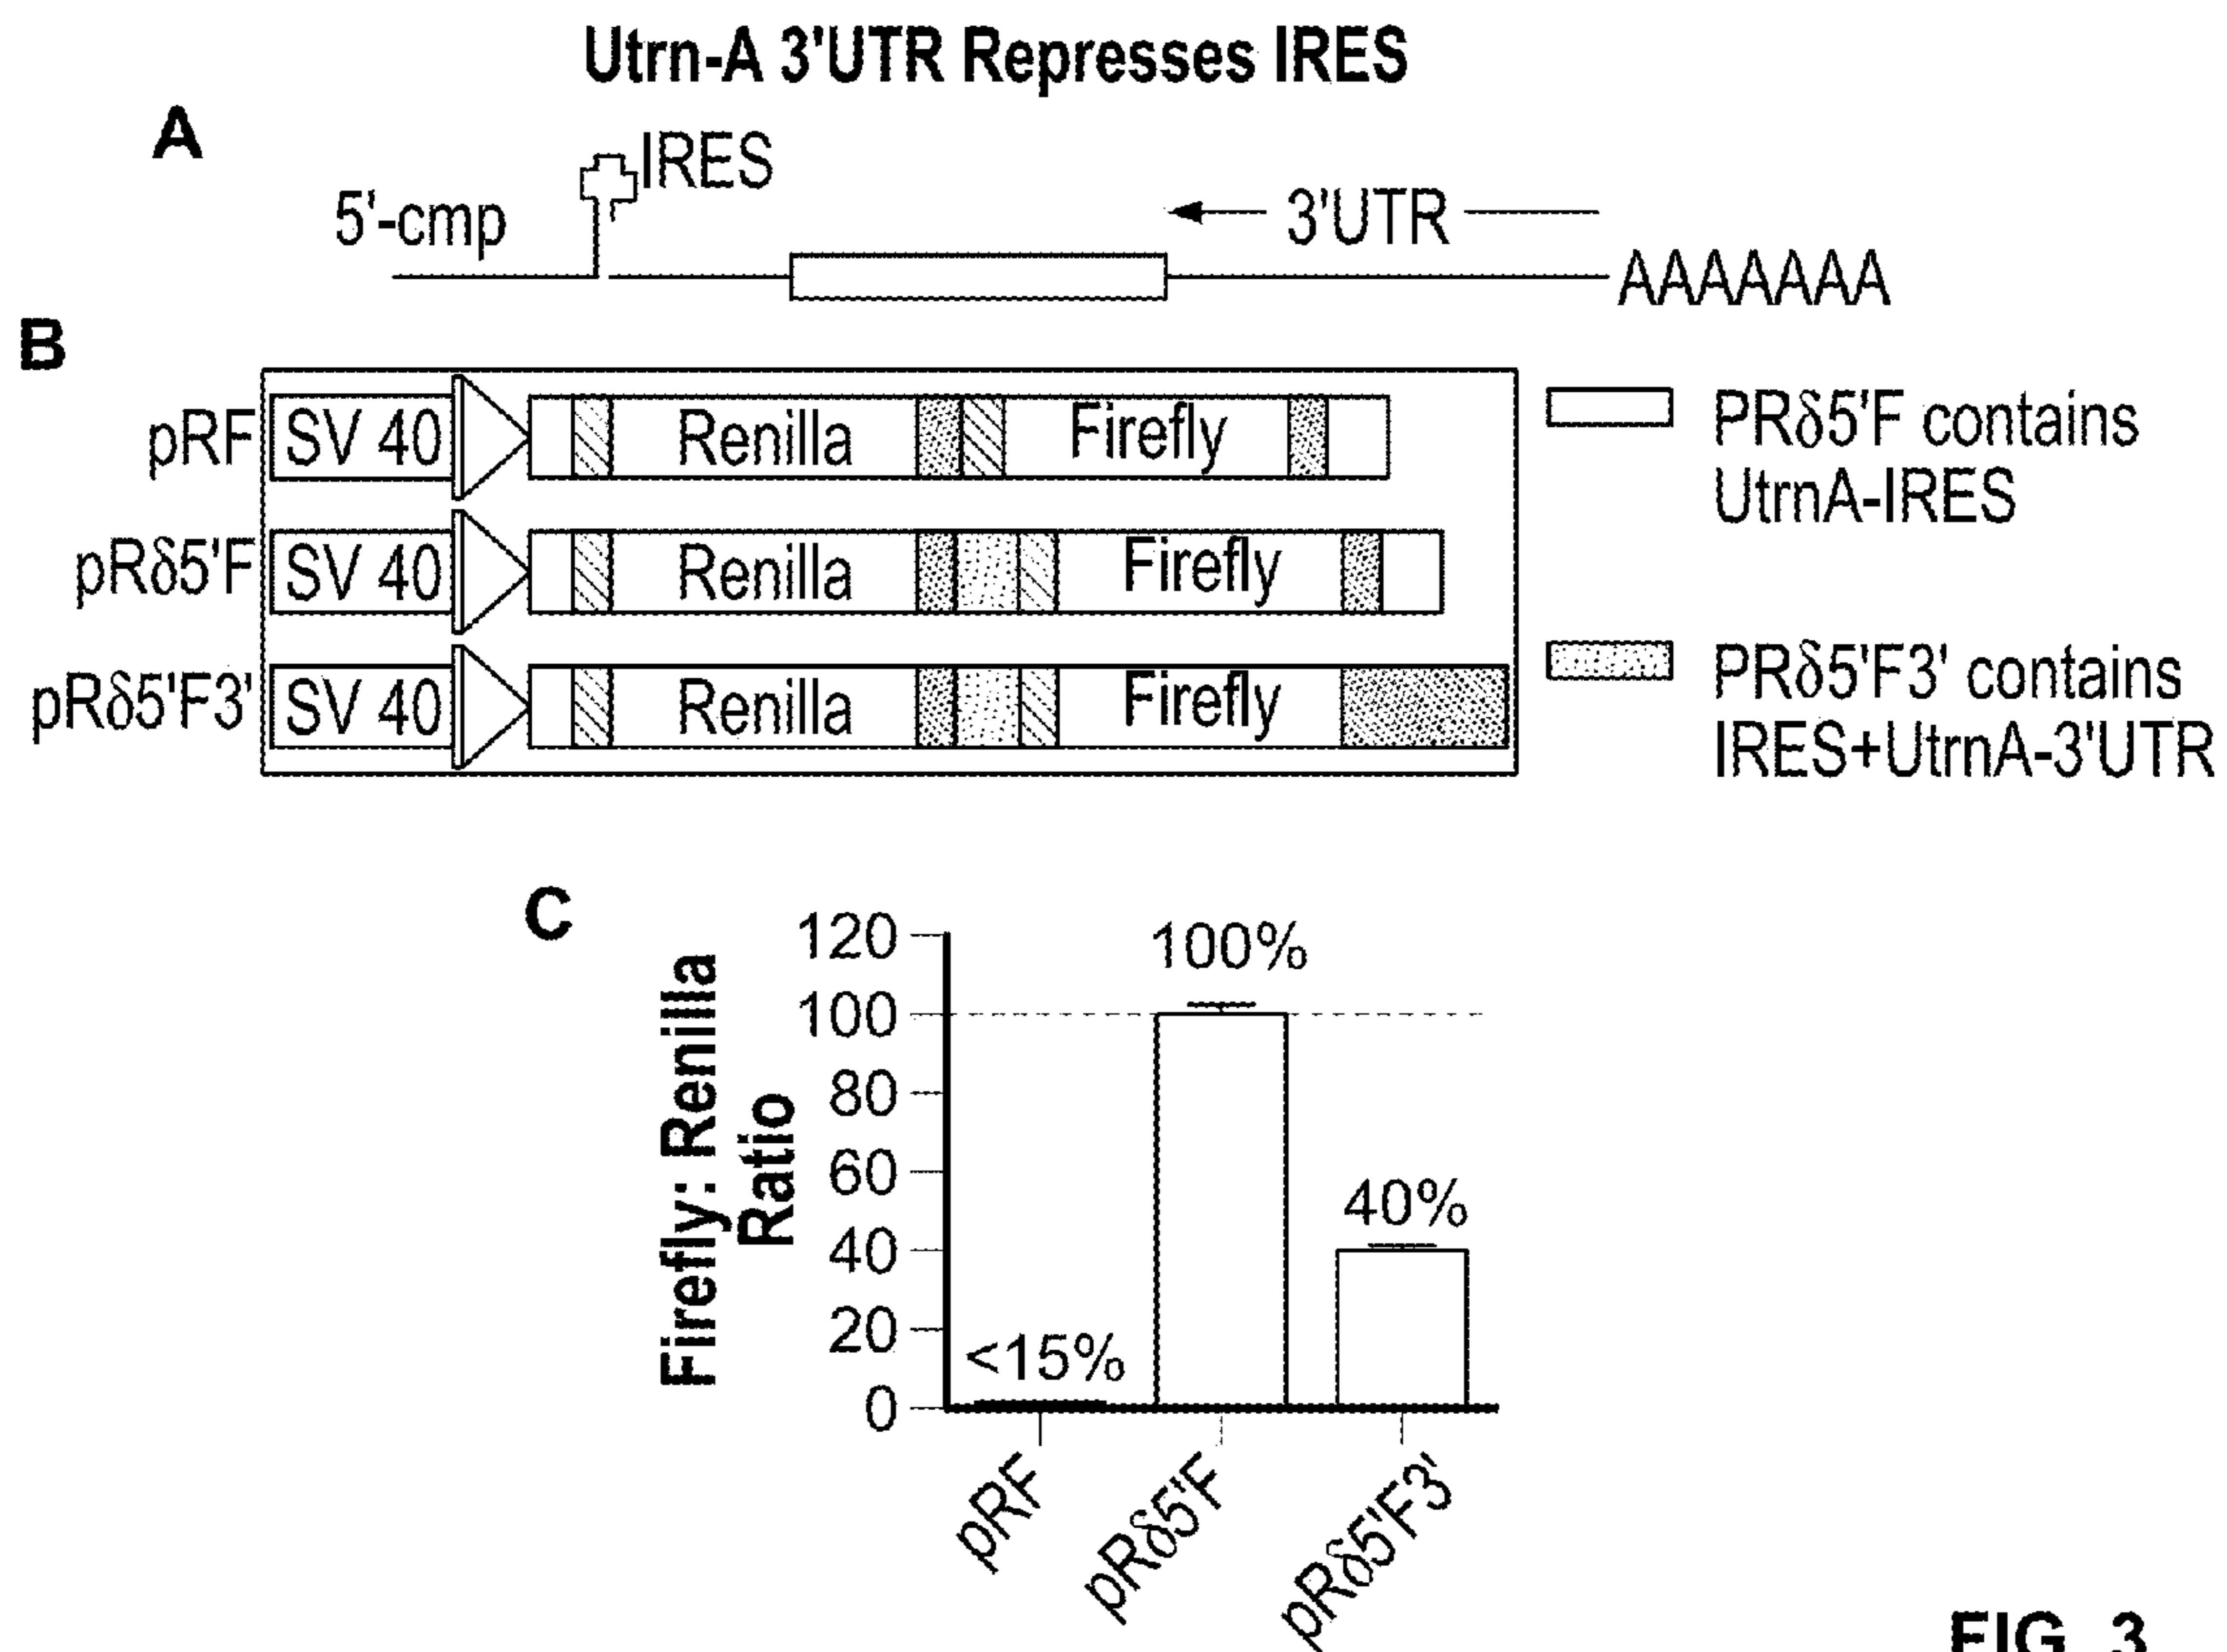 Utrn-A 3'UTR Represses IRES
A
IRES
5'-cmp
3'UTR
AAAAAAA
B
pRF
SV 40
Renilla
Firefly
pRδ5'F
SV 40
Renilla
Firefly
pRδ5'F3'
SV 40
Renilla
Firefly
PRδ5'F contains
UtrnA-IRES
PRδ5'F3' contains
IRES+UtrnA-3'UTR
C
Firefly: Renilla
Ratio
120
100
80
60
40
20
0
<15%
100%
40%
pRF
pRδ5'F
pRδ5'F3'
FIG. 3